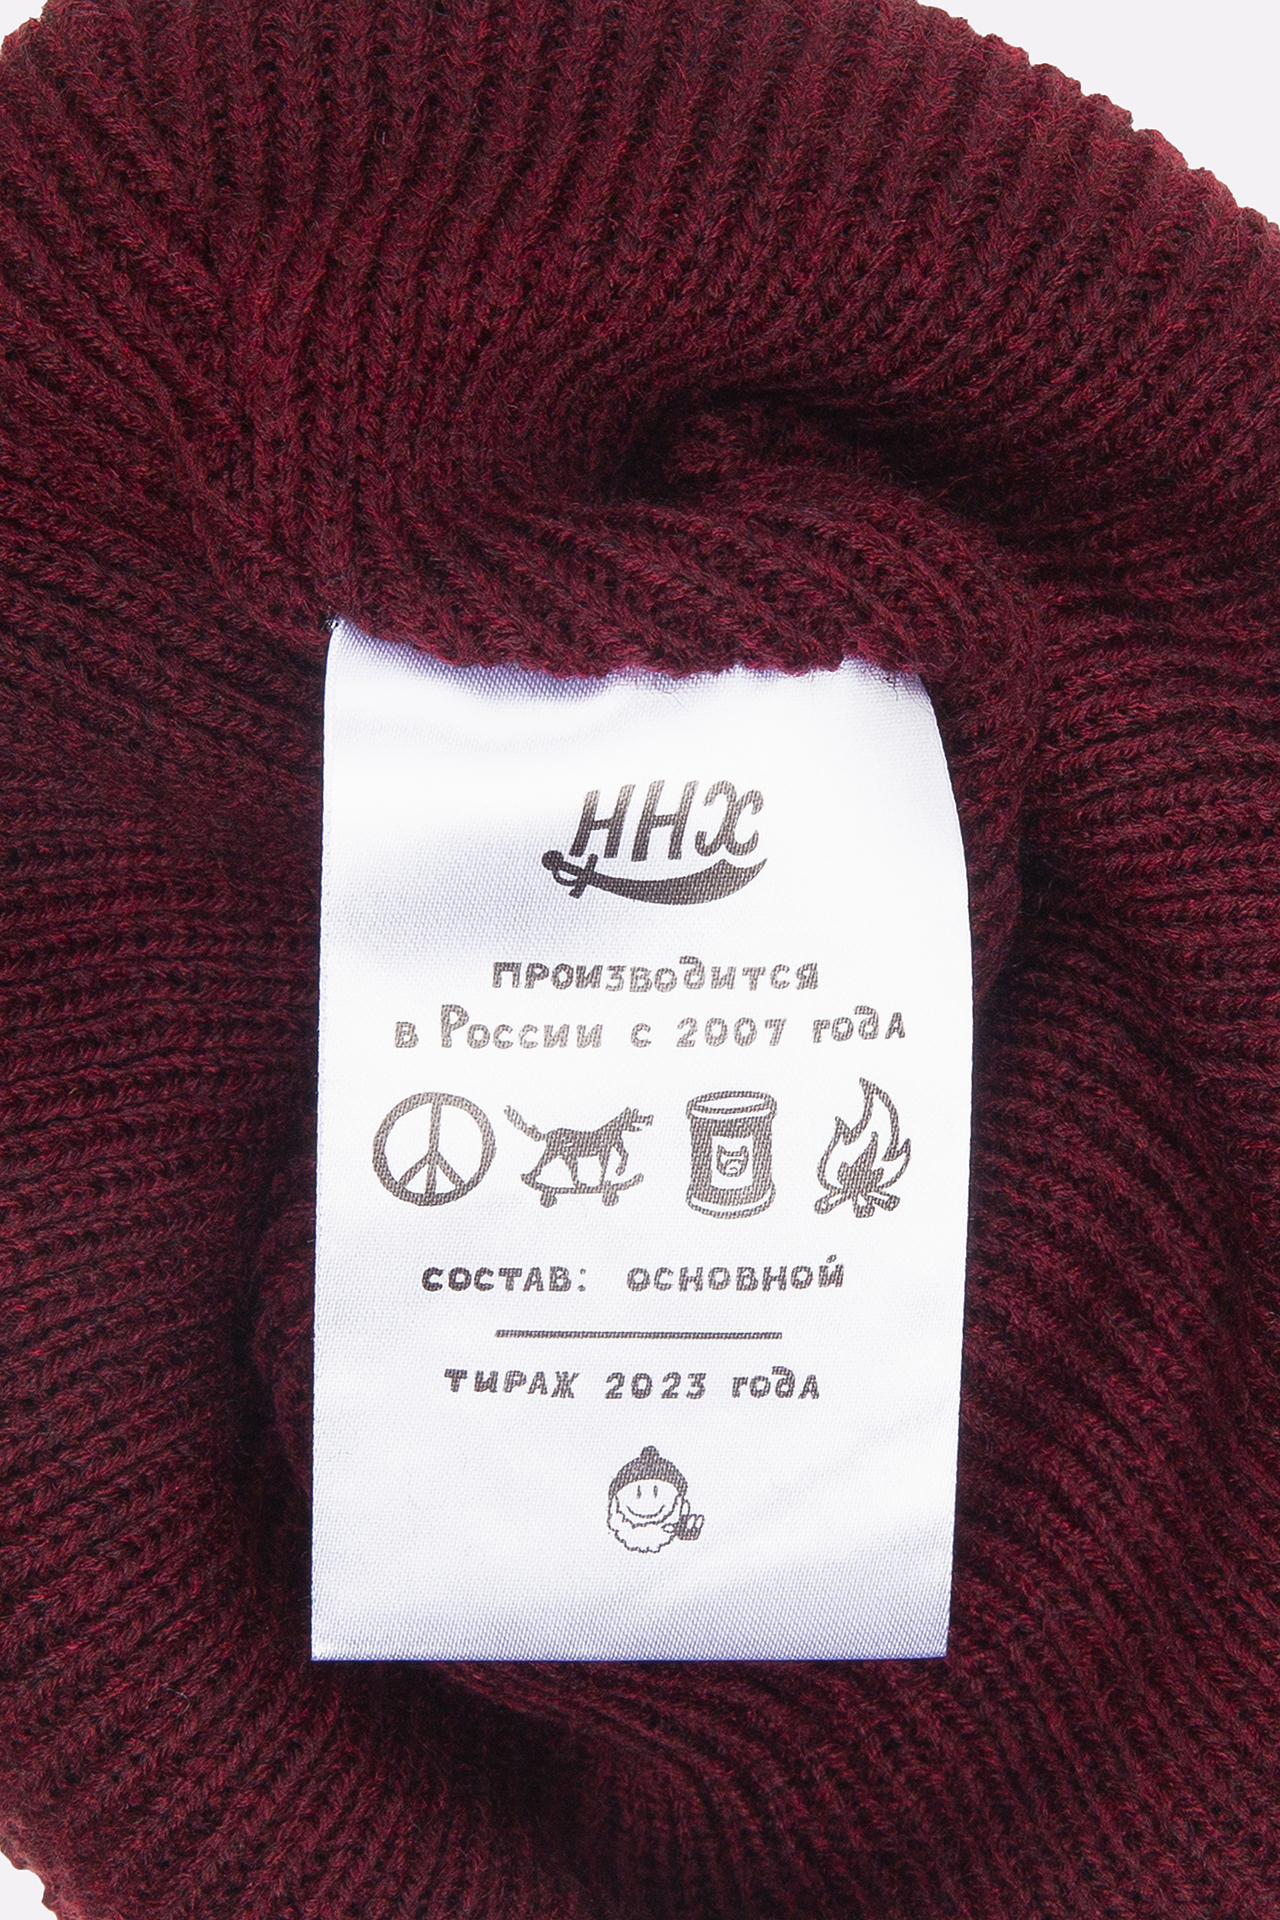 ННХ
ПРОИЗВОДИТСЯ
В РОССИИ С 2007 ГОДА
СОСТАВ: ОСНОВНОЙ
ТИРАЖ 2023 ГОДА